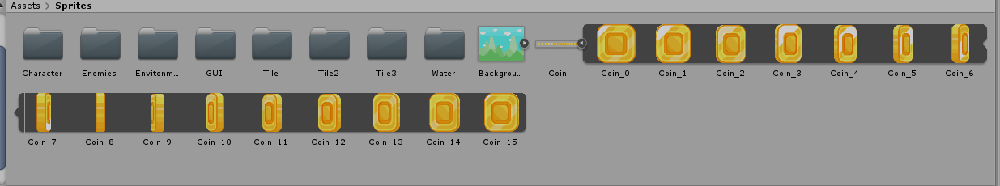 Assets > Sprites
Character Enemies Envitonm... GUI Tile Tile2 Tile3 Water Backgrou... Coin Coin_0 Coin_1 Coin_2 Coin_3 Coin_4 Coin_5 Coin_6
Coin_7 Coin_8 Coin_9 Coin_10 Coin_11 Coin_12 Coin_13 Coin_14 Coin_15